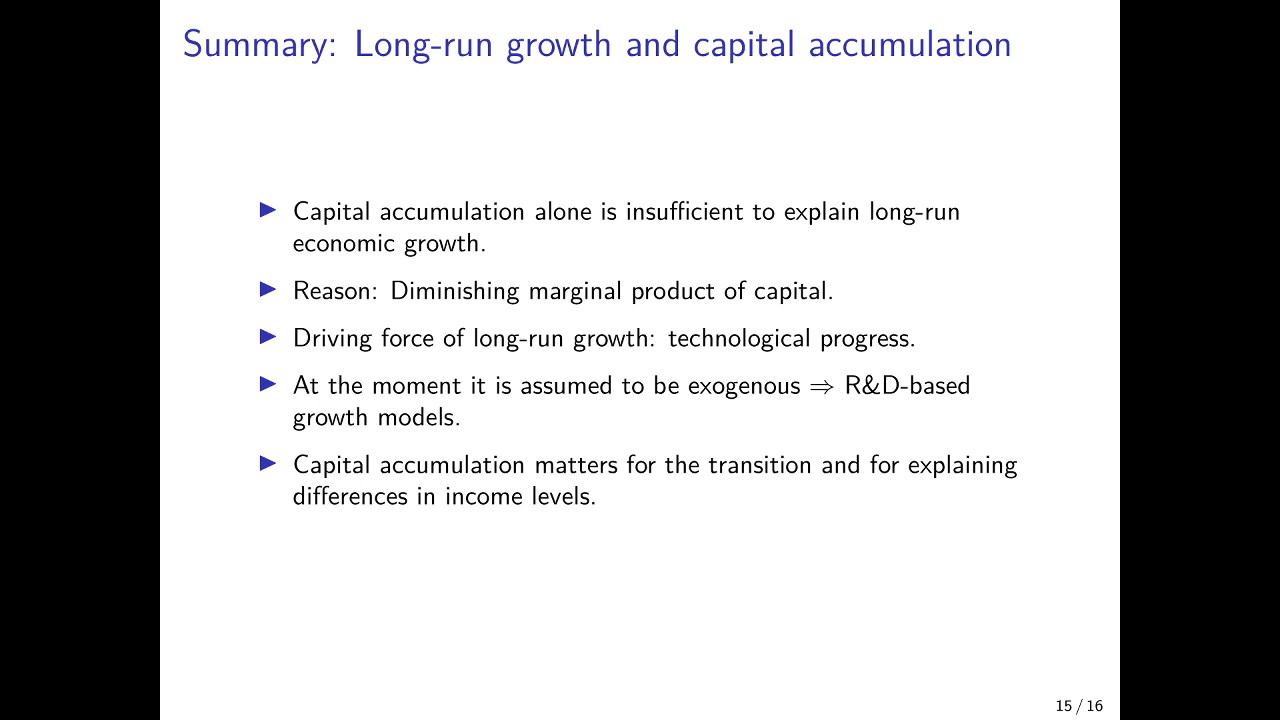 Summary: Long-run growth and capital accumulation
▶ Capital accumulation alone is insufficient to explain long-run
economic growth.
▶ Reason: Diminishing marginal product of capital.
▶ Driving force of long-run growth: technological progress.
▶ At the moment it is assumed to be exogenous ⇒ R&D-based
growth models.
▶ Capital accumulation matters for the transition and for explaining
differences in income levels.
15 / 16